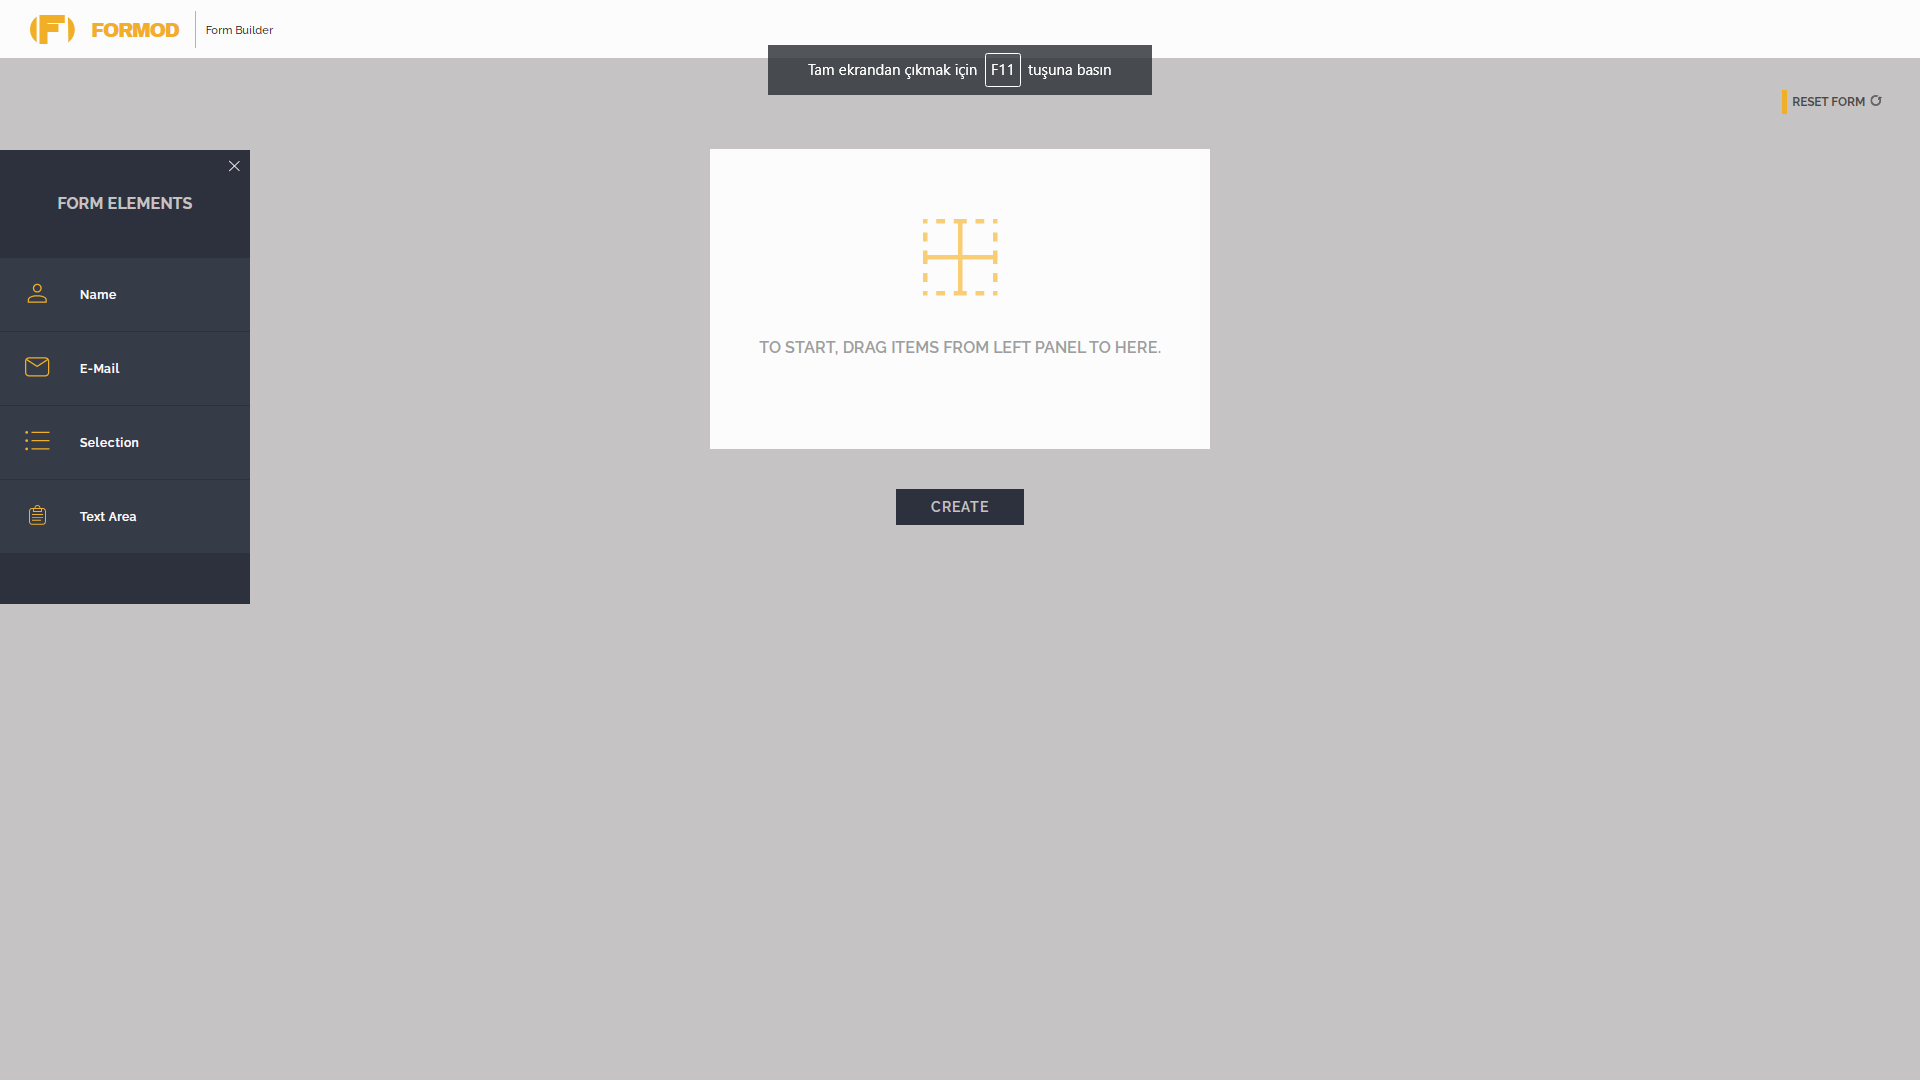 FORMOD
Form Builder
Tam ekrandan çıkmak için F11 tuşuna basın
RESET FORM
FORM ELEMENTS
Name
E-Mail
Selection
Text Area
TO START, DRAG ITEMS FROM LEFT PANEL TO HERE.
CREATE